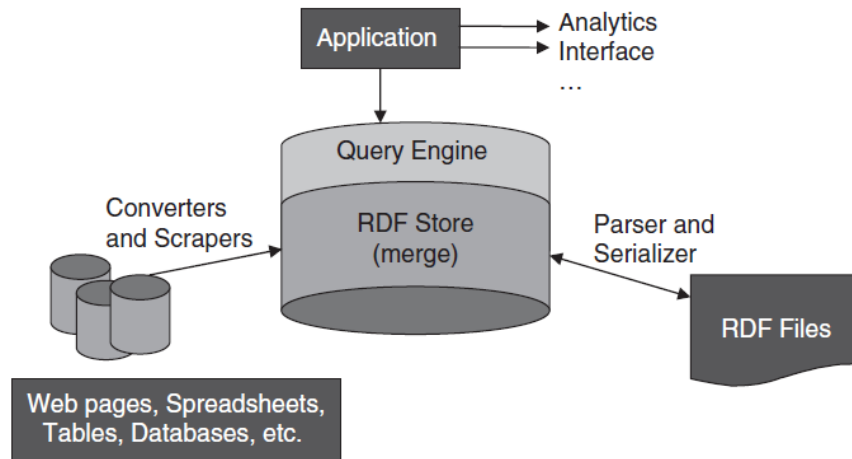 Application
Analytics
Interface
...
Query Engine
RDF Store
(merge)
Converters
and Scrapers
Parser and
Serializer
RDF Files
Web pages, Spreadsheets,
Tables, Databases, etc.